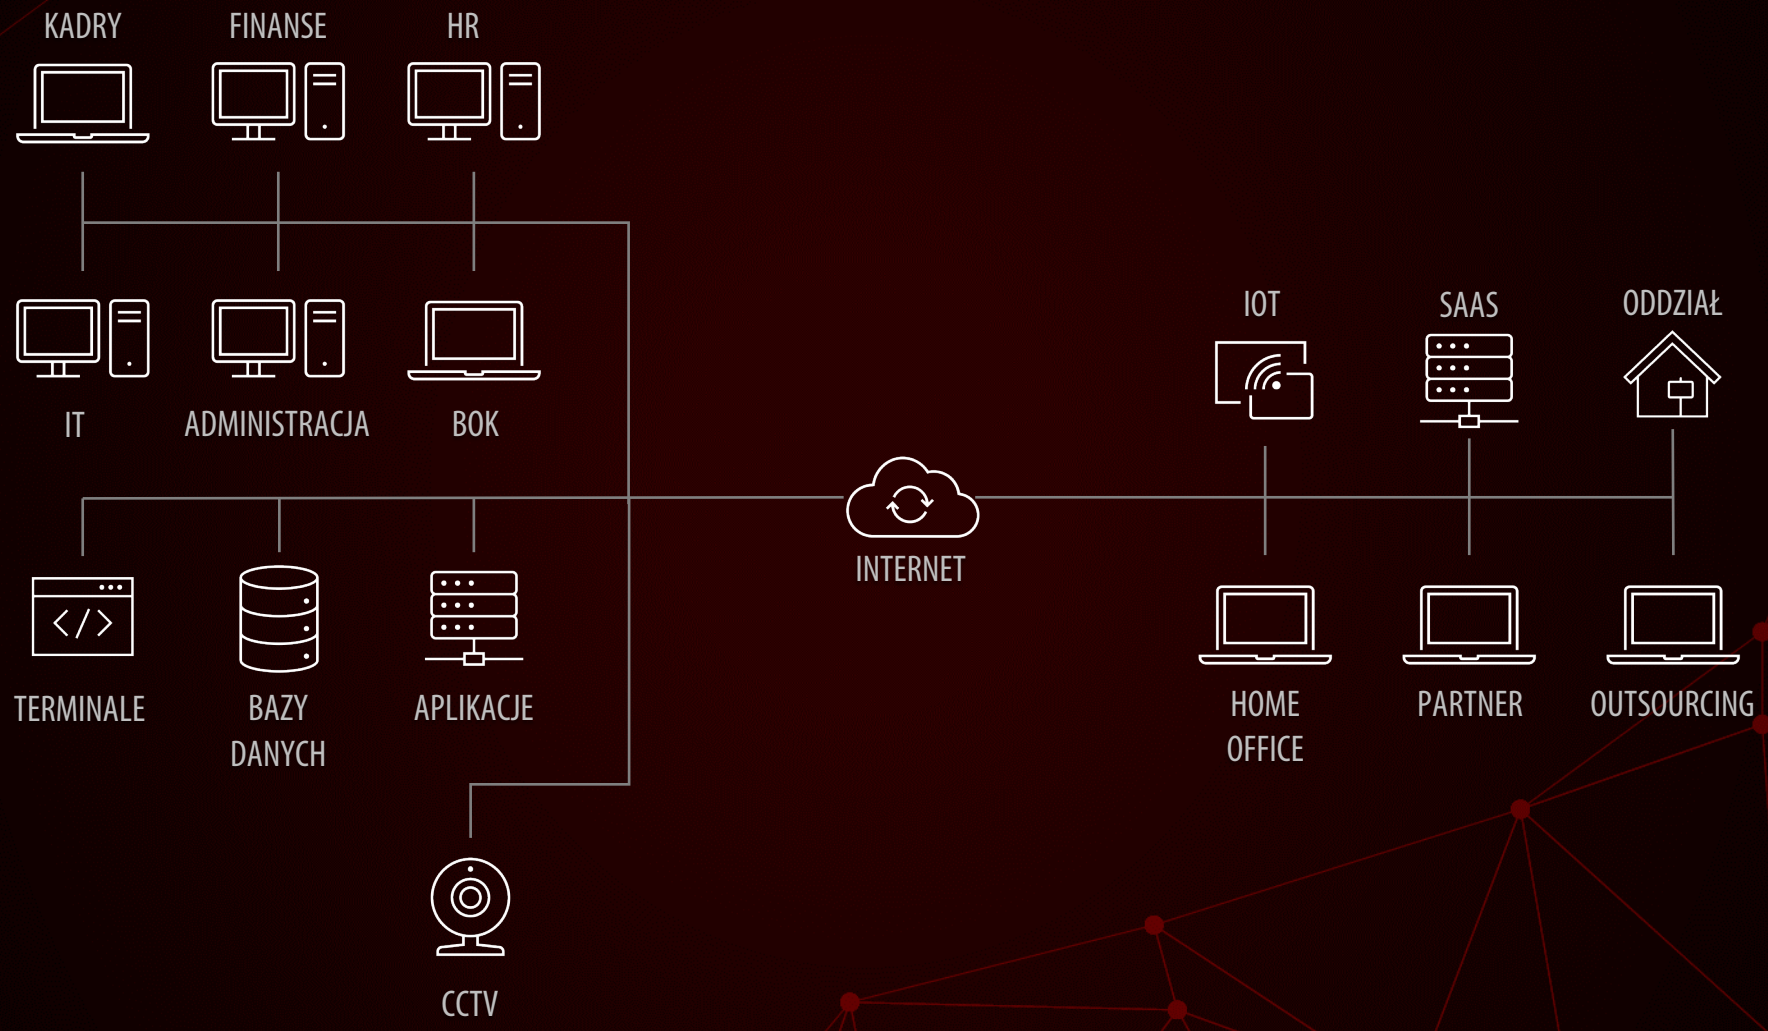 KADRY
FINANSE
HR
IT
ADMINISTRACJA
BOK
IOT
SAAS
ODDZIAŁ
INTERNET
TERMINALE
BAZY
DANYCH
APLIKACJE
HOME
OFFICE
PARTNER
OUTSOURCING
CCTV